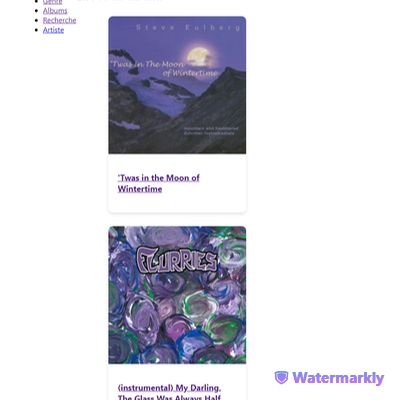 Genre
Albums
Recherche
Artiste
Steve Eulberg
'Twas In The Moon
of Wintertime
'Twas in the Moon of
Wintertime
FLURRIES
(instrumental) My Darling,
The Glass Was Always Half
Watermarkly